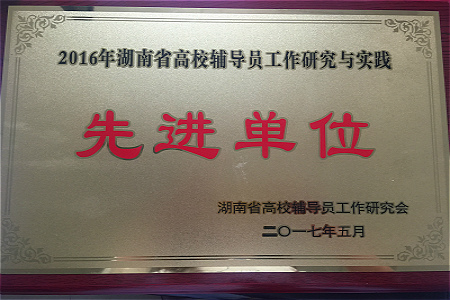 2016年湖南省高校辅导员工作研究与实践
先进单位
湖南省高校辅导员工作研究会
二〇一七年五月